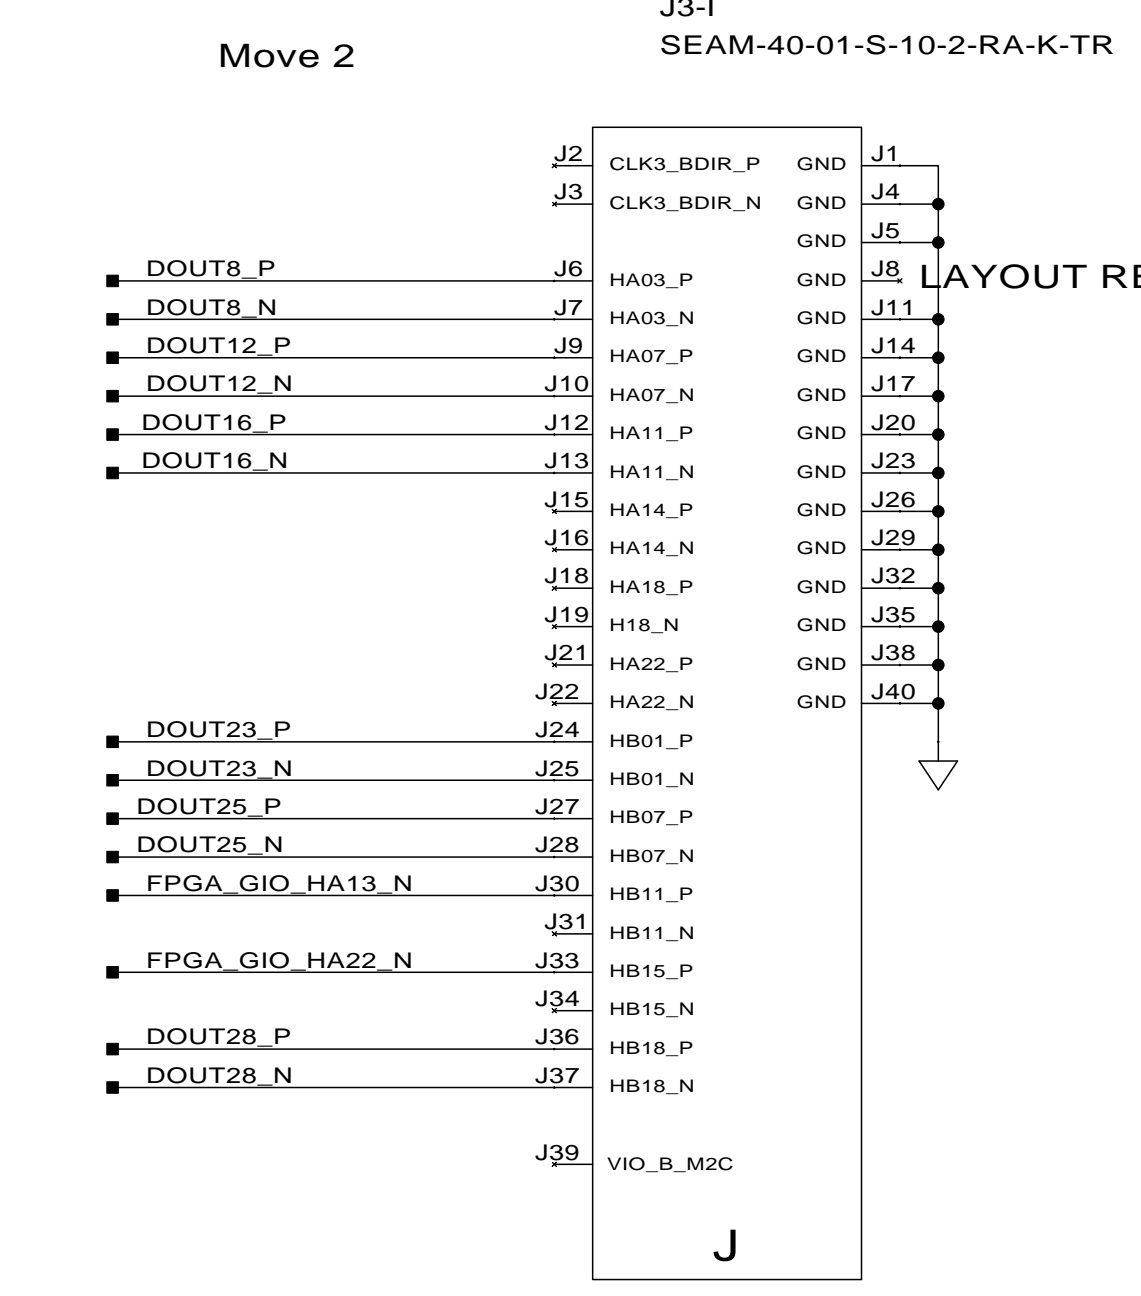 J3-I
Move 2
SEAM-40-01-S-10-2-RA-K-TR
J2 CLK3_BDIR_P GND J1
J3 CLK3_BDIR_N GND J4
GND J5
DOUT8_P J6 HA03_P GND J8 LAYOUT RE
DOUT8_N J7 HA03_N GND J11
DOUT12_P J9 HA07_P GND J14
DOUT12_N J10 HA07_N GND J17
DOUT16_P J12 HA11_P GND J20
DOUT16_N J13 HA11_N GND J23
J15 HA14_P GND J26
J16 HA14_N GND J29
J18 HA18_P GND J32
J19 H18_N GND J35
J21 HA22_P GND J38
J22 HA22_N GND J40
DOUT23_P J24 HB01_P
DOUT23_N J25 HB01_N
DOUT25_P J27 HB07_P
DOUT25_N J28 HB07_N
FPGA_GIO_HA13_N J30 HB11_P
J31 HB11_N
FPGA_GIO_HA22_N J33 HB15_P
J34 HB15_N
DOUT28_P J36 HB18_P
DOUT28_N J37 HB18_N
J39 VIO_B_M2C
J